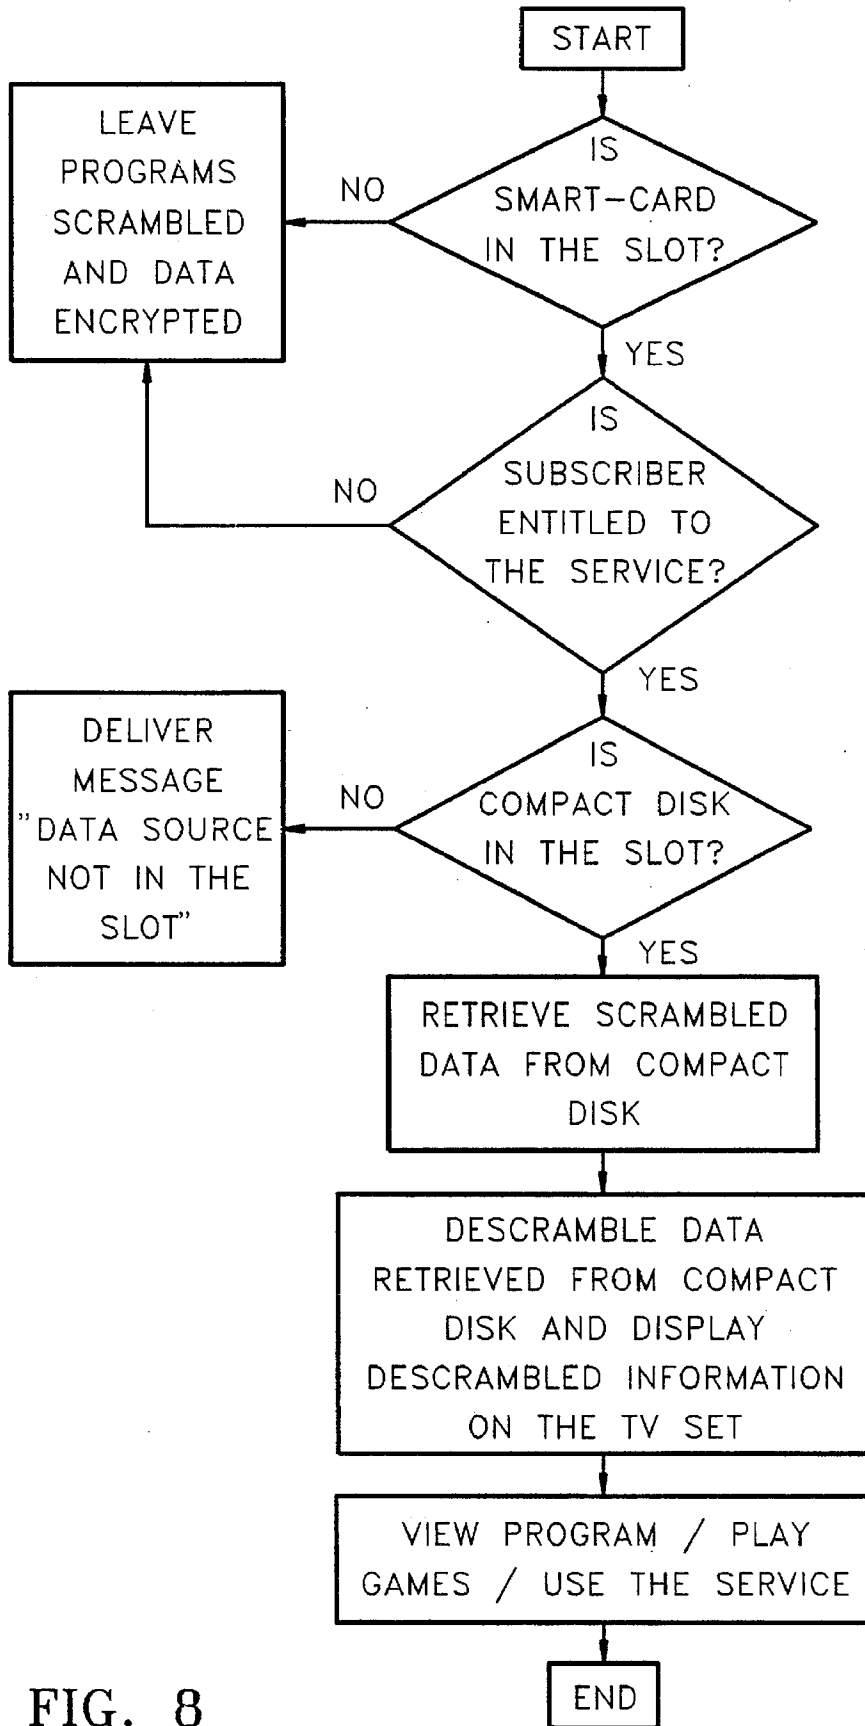 START
IS
SMART-CARD
IN THE SLOT?
NO
LEAVE
PROGRAMS
SCRAMBLED
AND DATA
ENCRYPTED
YES
IS
SUBSCRIBER
ENTITLED TO
THE SERVICE?
NO
YES
IS
COMPACT DISK
IN THE SLOT?
NO
DELIVER
MESSAGE
"DATA SOURCE
NOT IN THE
SLOT"
YES
RETRIEVE SCRAMBLED
DATA FROM COMPACT
DISK
DESCRAMBLE DATA
RETRIEVED FROM COMPACT
DISK AND DISPLAY
DESCRAMBLED INFORMATION
ON THE TV SET
VIEW PROGRAM / PLAY
GAMES / USE THE SERVICE
END
FIG. 8